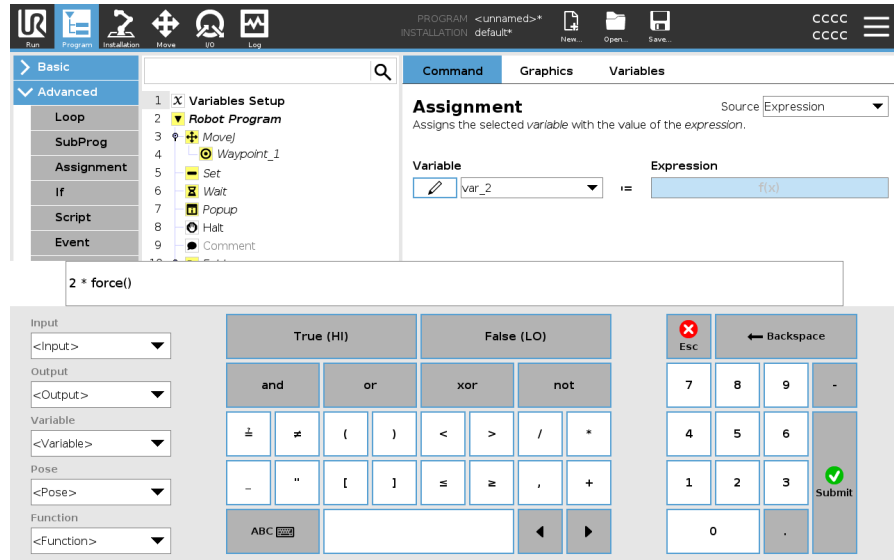 PROGRAM <unnamed>*
INSTALLATION default*
CCCC
CCCC
Run
Program
Installation
Move
I/O
Log
New...
Open...
Save...
Basic
Advanced
Loop
SubProg
Assignment
If
Script
Event
1 X Variables Setup
2 Robot Program
3 MoveJ
4 Waypoint_1
5 Set
6 Wait
7 Popup
8 Halt
9 Comment
Command Graphics Variables
Assignment
Source Expression
Assigns the selected variable with the value of the expression.
Variable
Expression
var_2
:=
f(x)
2 * force()
Input
<Input>
Output
<Output>
Variable
<Variable>
Pose
<Pose>
Function
<Function>
True (HI) False (LO)
and or xor not
≟ ≠ ( ) < > / *
_ " [ ] ≤ ≥ , +
ABC
Esc
Backspace
7 8 9 -
4 5 6
1 2 3
Submit
0 .